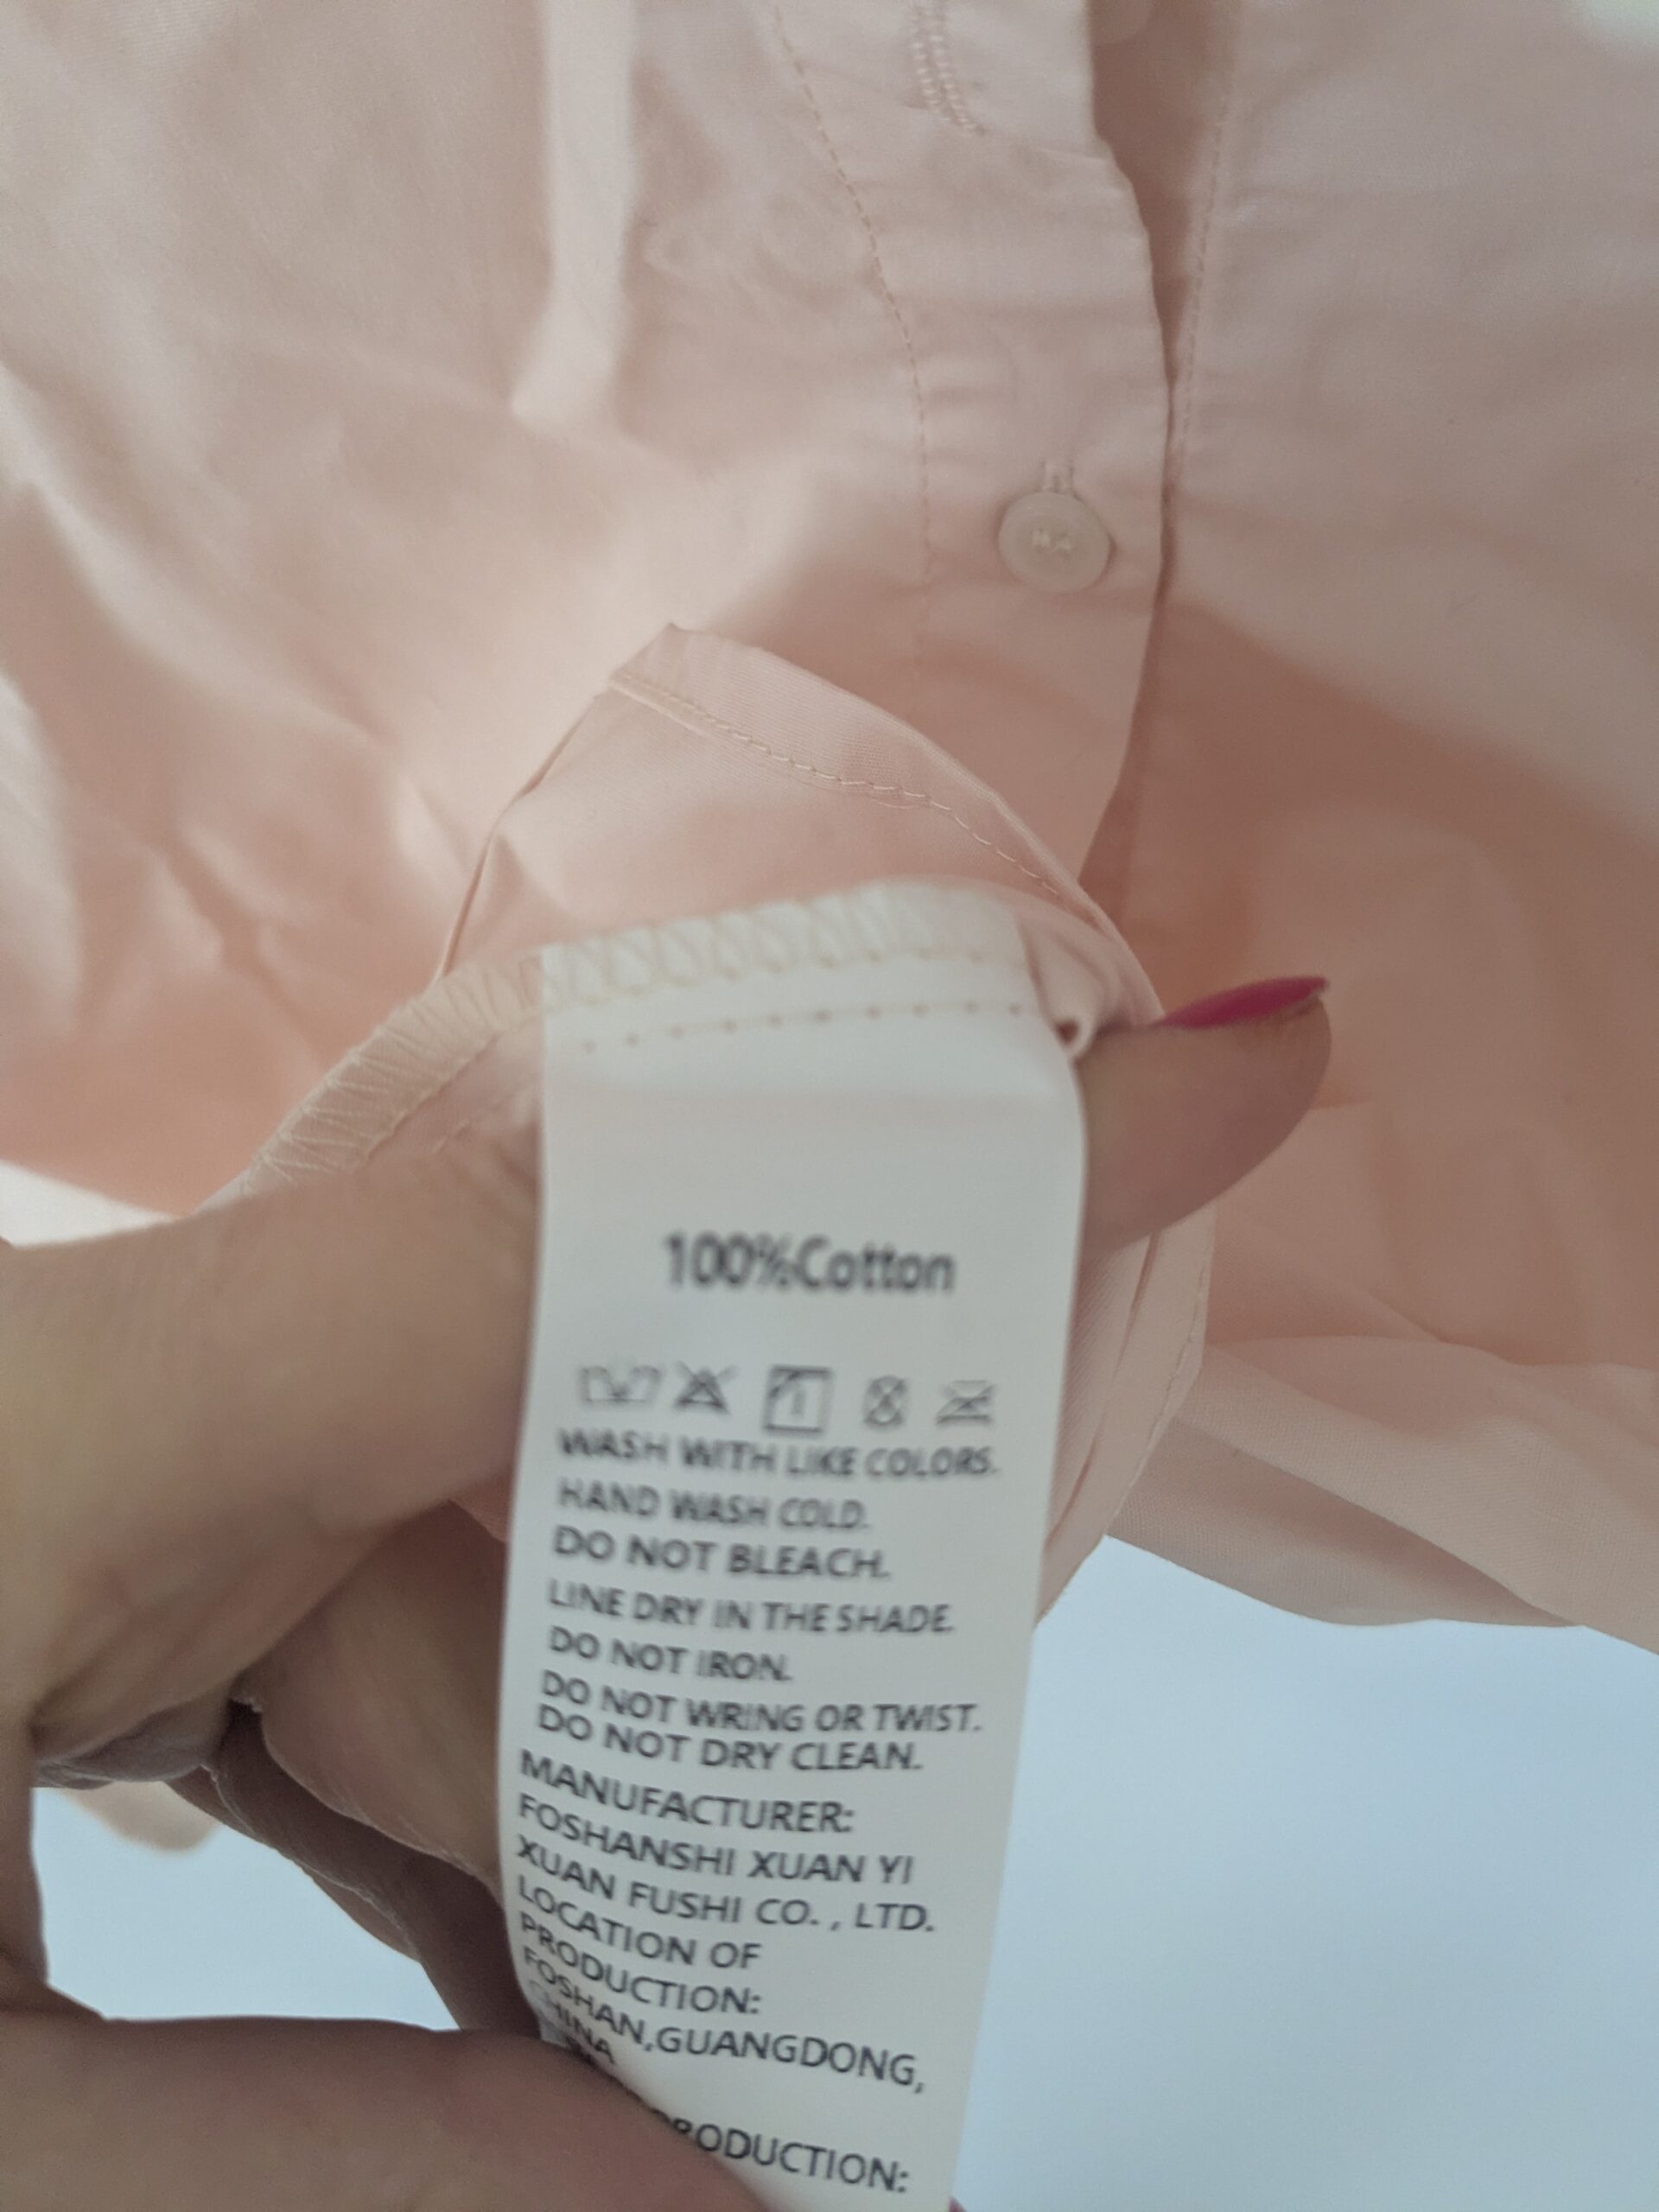 100%Cotton
WASH WITH LIKE COLORS.
HAND WASH COLD.
DO NOT BLEACH.
LINE DRY IN THE SHADE.
DO NOT IRON.
DO NOT WRING OR TWIST.
DO NOT DRY CLEAN.
MANUFACTURER:
FOSHANSHI XUAN YI
XUAN FUSHI CO. , LTD.
LOCATION OF
PRODUCTION:
FOSHAN,GUANGDONG,
CHINA
PRODUCTION: